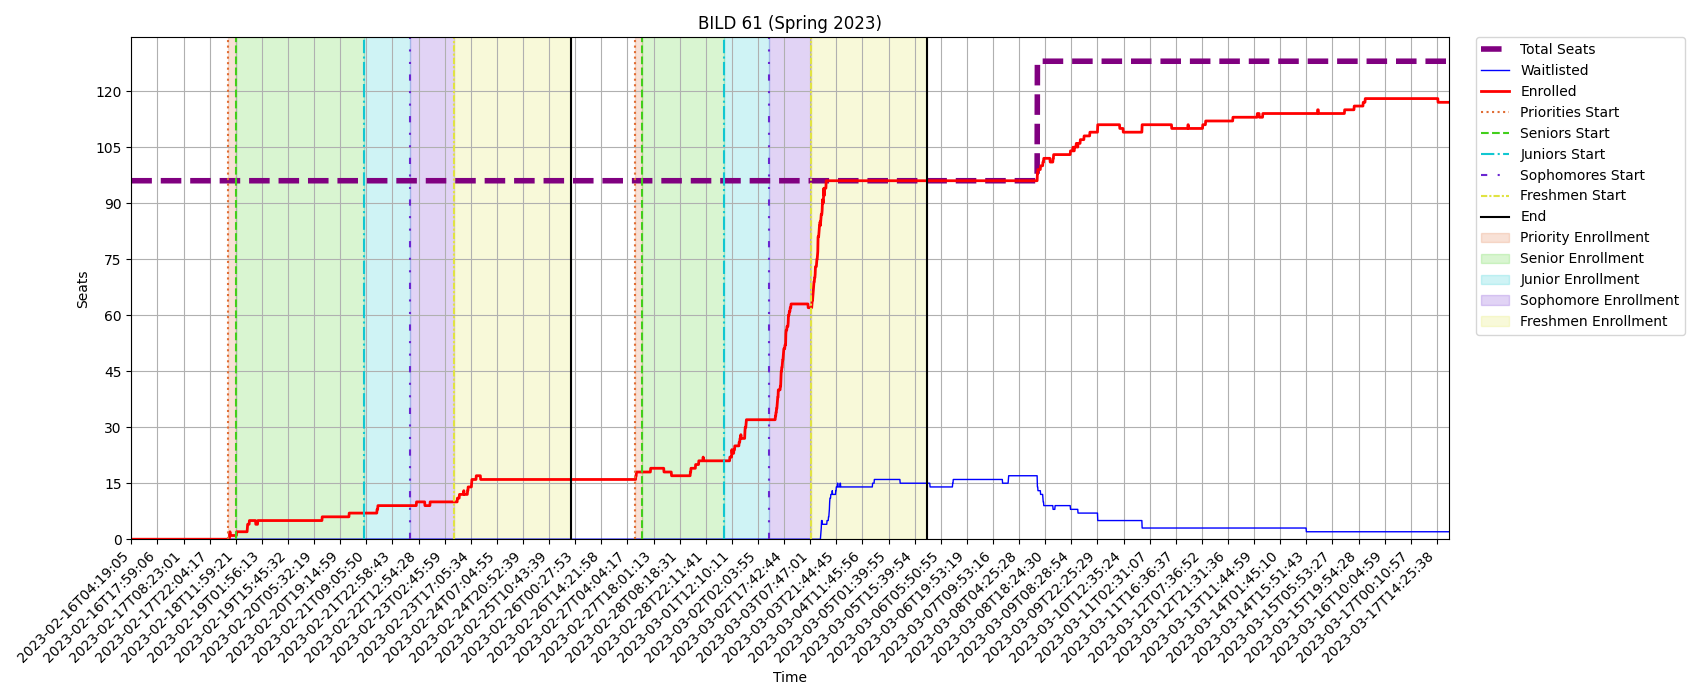 BILD 61 (Spring 2023)
Seats
120
105
90
75
60
45
30
15
0
2023-02-16T04:19:05
2023-02-16T17:59:06
2023-02-17T08:23:01
2023-02-17T22:04:17
2023-02-18T11:59:21
2023-02-19T01:56:13
2023-02-19T15:45:32
2023-02-20T05:32:19
2023-02-20T19:14:59
2023-02-21T09:05:50
2023-02-21T22:58:43
2023-02-22T12:54:28
2023-02-23T02:45:59
2023-02-23T17:05:34
2023-02-24T07:04:55
2023-02-24T20:52:39
2023-02-25T10:43:39
2023-02-26T00:27:53
2023-02-26T14:21:58
2023-02-27T04:04:17
2023-02-27T18:01:13
2023-02-28T08:18:31
2023-02-28T22:11:41
2023-03-01T12:10:11
2023-03-02T02:03:55
2023-03-02T17:42:44
2023-03-03T07:47:01
2023-03-03T21:44:45
2023-03-04T11:45:56
2023-03-05T01:39:55
2023-03-05T15:39:54
2023-03-06T05:50:55
2023-03-06T19:53:19
2023-03-07T09:53:16
2023-03-08T04:25:28
2023-03-08T18:24:30
2023-03-09T08:28:54
2023-03-09T22:25:29
2023-03-10T12:35:24
2023-03-11T02:31:07
2023-03-11T16:36:37
2023-03-12T07:36:52
2023-03-12T21:31:36
2023-03-13T11:44:59
2023-03-14T01:45:10
2023-03-14T15:51:43
2023-03-15T05:53:27
2023-03-15T19:54:28
2023-03-16T10:04:59
2023-03-17T00:10:57
2023-03-17T14:25:38
Time
Total Seats
Waitlisted
Enrolled
Priorities Start
Seniors Start
Juniors Start
Sophomores Start
Freshmen Start
End
Priority Enrollment
Senior Enrollment
Junior Enrollment
Sophomore Enrollment
Freshmen Enrollment